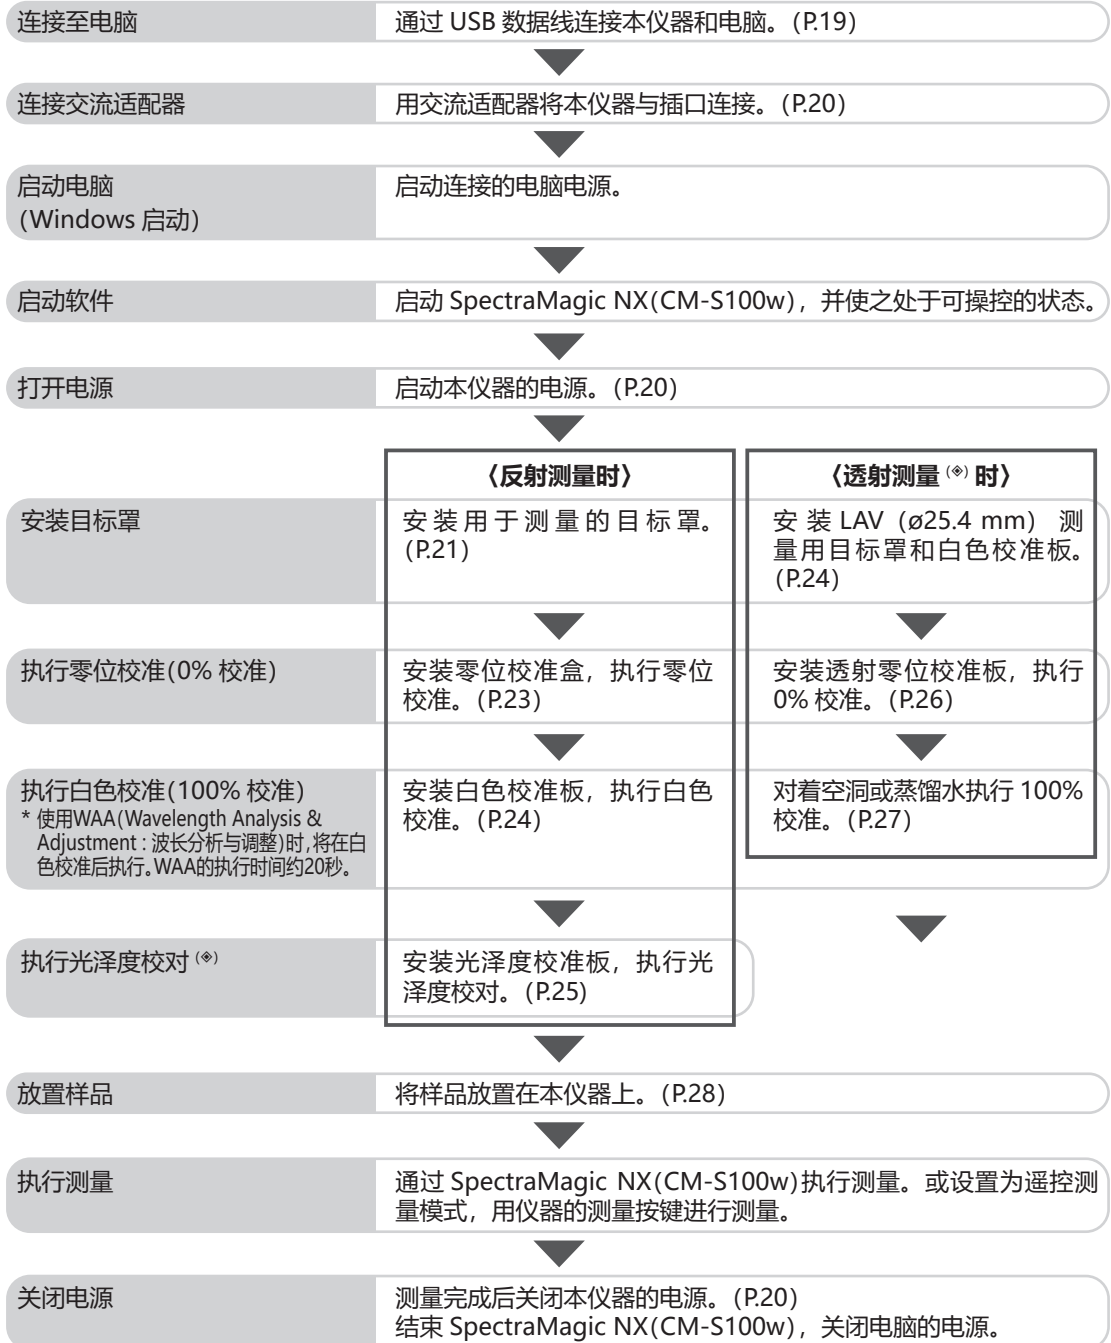 连接至电脑
通过 USB 数据线连接本仪器和电脑。(P.19)
连接交流适配器
用交流适配器将本仪器与插口连接。(P.20)
启动电脑
(Windows 启动)
启动连接的电脑电源。
启动软件
启动 SpectraMagic NX(CM-S100w)，并使之处于可操控的状态。
打开电源
启动本仪器的电源。(P.20)
〈反射测量时〉
〈透射测量(◈)时〉
安装目标罩
安装用于测量的目标罩。
(P.21)
安装 LAV (ø25.4 mm) 测
量用目标罩和白色校准板。
(P.24)
执行零位校准(0% 校准)
安装零位校准盒，执行零位
校准。(P.23)
安装透射零位校准板，执行
0% 校准。(P.26)
执行白色校准(100% 校准)
* 使用WAA(Wavelength Analysis &
Adjustment : 波长分析与调整)时,将在白
色校准后执行。WAA的执行时间约20秒。
安装白色校准板，执行白色
校准。(P.24)
对着空洞或蒸馏水执行 100%
校准。(P.27)
执行光泽度校对(◈)
安装光泽度校准板，执行光
泽度校对。(P.25)
放置样品
将样品放置在本仪器上。(P.28)
执行测量
通过 SpectraMagic NX(CM-S100w)执行测量。或设置为遥控测
量模式，用仪器的测量按键进行测量。
关闭电源
测量完成后关闭本仪器的电源。(P.20)
结束 SpectraMagic NX(CM-S100w)，关闭电脑的电源。